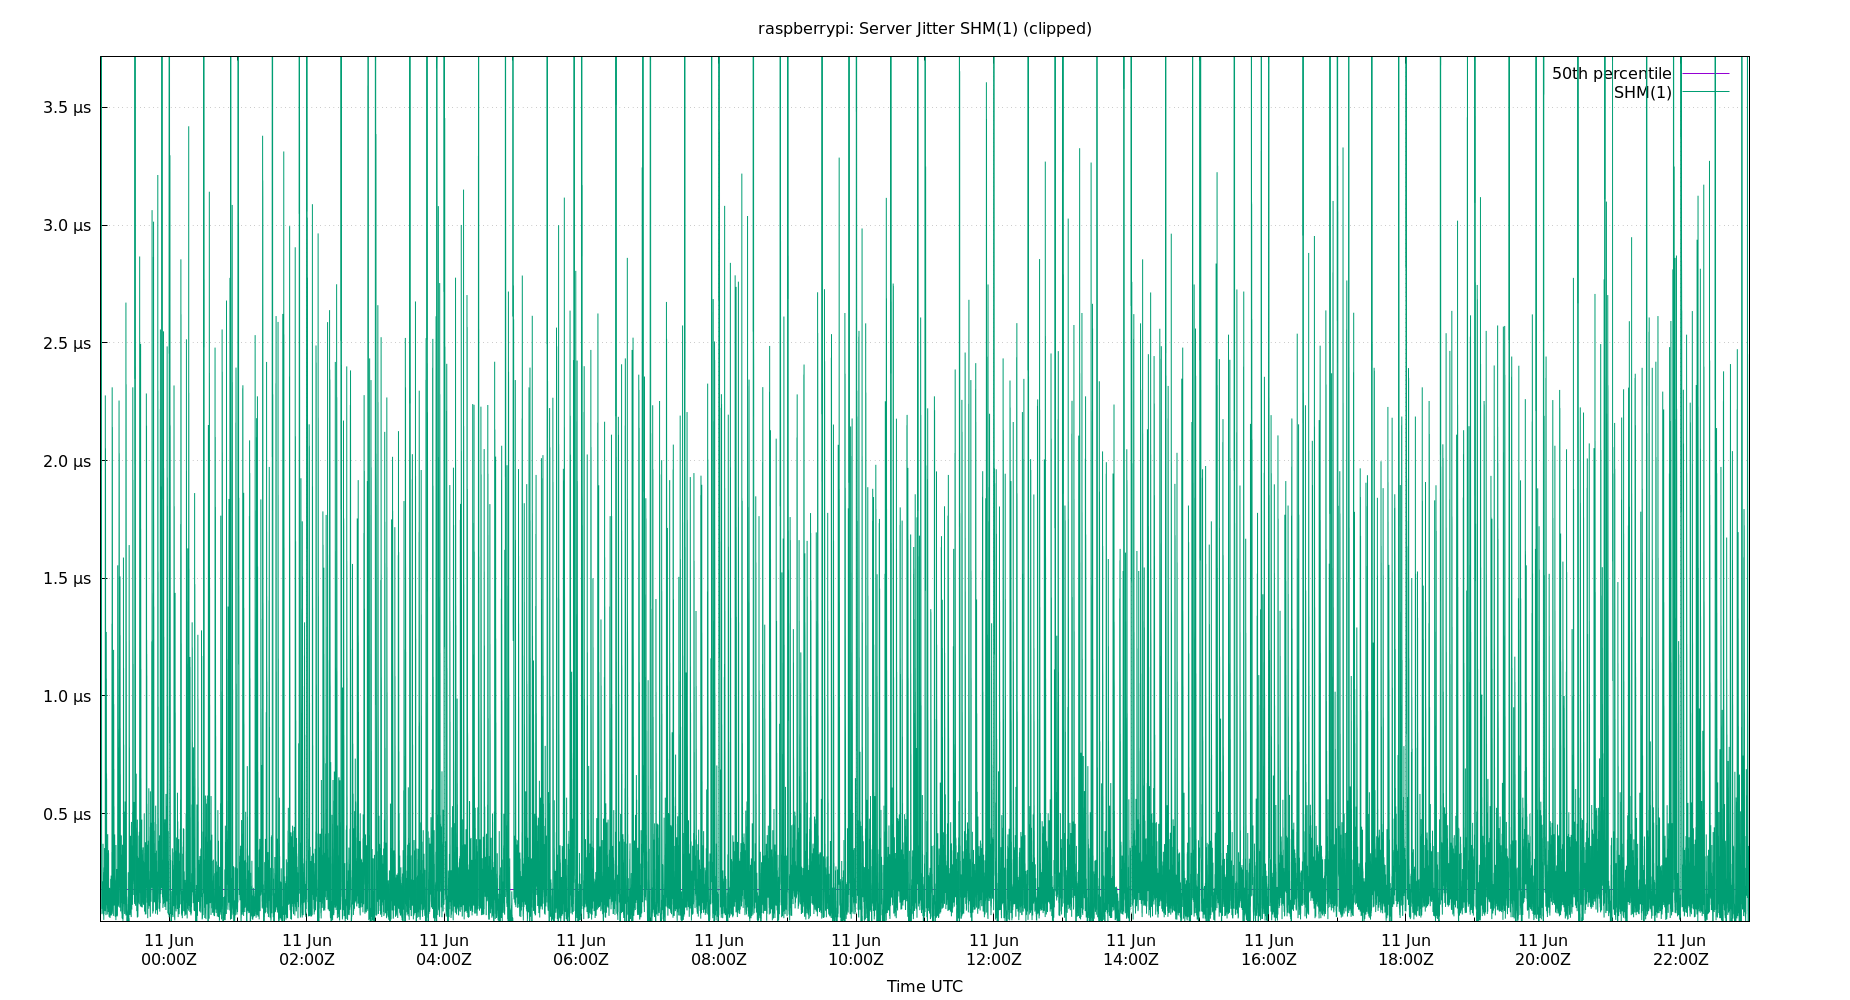 raspberrypi: Server Jitter SHM(1) (clipped)
50th percentile
SHM(1)
3.5 µs
3.0 µs
2.5 µs
2.0 µs
1.5 µs
1.0 µs
0.5 µs
11 Jun 11 Jun 11 Jun 11 Jun 11 Jun 11 Jun 11 Jun 11 Jun 11 Jun 11 Jun 11 Jun 11 Jun
00:00Z 02:00Z 04:00Z 06:00Z 08:00Z 10:00Z 12:00Z 14:00Z 16:00Z 18:00Z 20:00Z 22:00Z
Time UTC